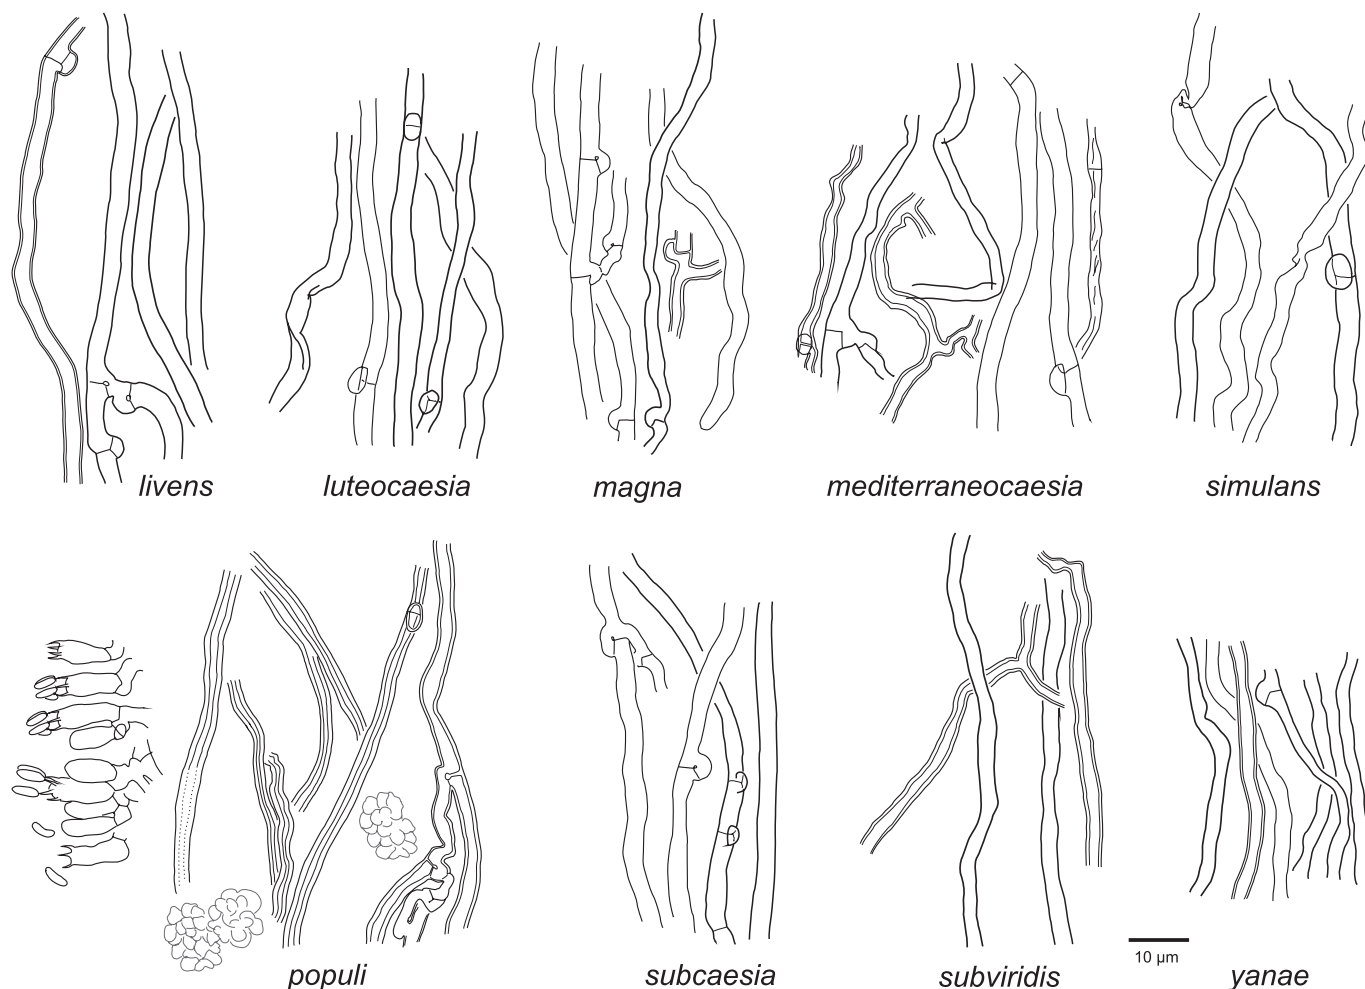 livens
luteocaesia
magna
mediterraneocaesia
simulans
populi
subcaesia
subviridis
10 µm
yanae